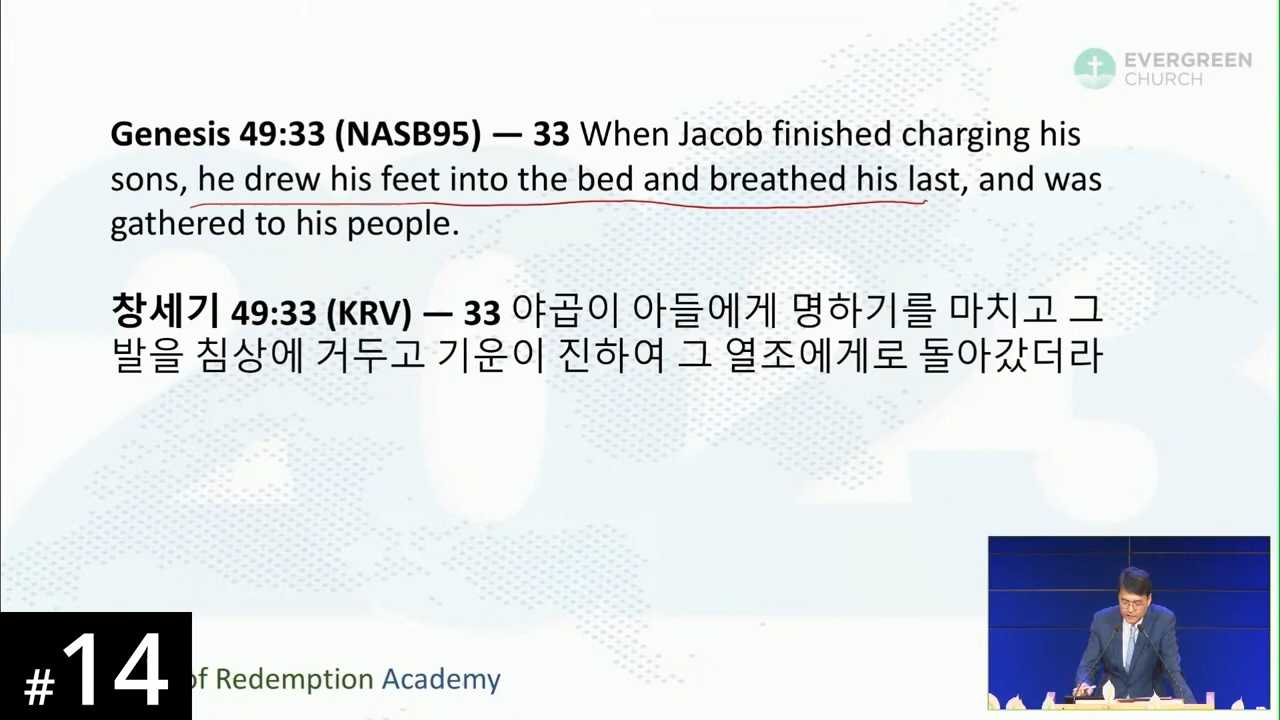 EVERGREEN
CHURCH
Genesis 49:33 (NASB95) — 33 When Jacob finished charging his
sons, he drew his feet into the bed and breathed his last, and was
gathered to his people.
창세기 49:33 (KRV) — 33 야곱이 아들에게 명하기를 마치고 그
발을 침상에 거두고 기운이 진하여 그 열조에게로 돌아갔더라
#14
of Redemption Academy